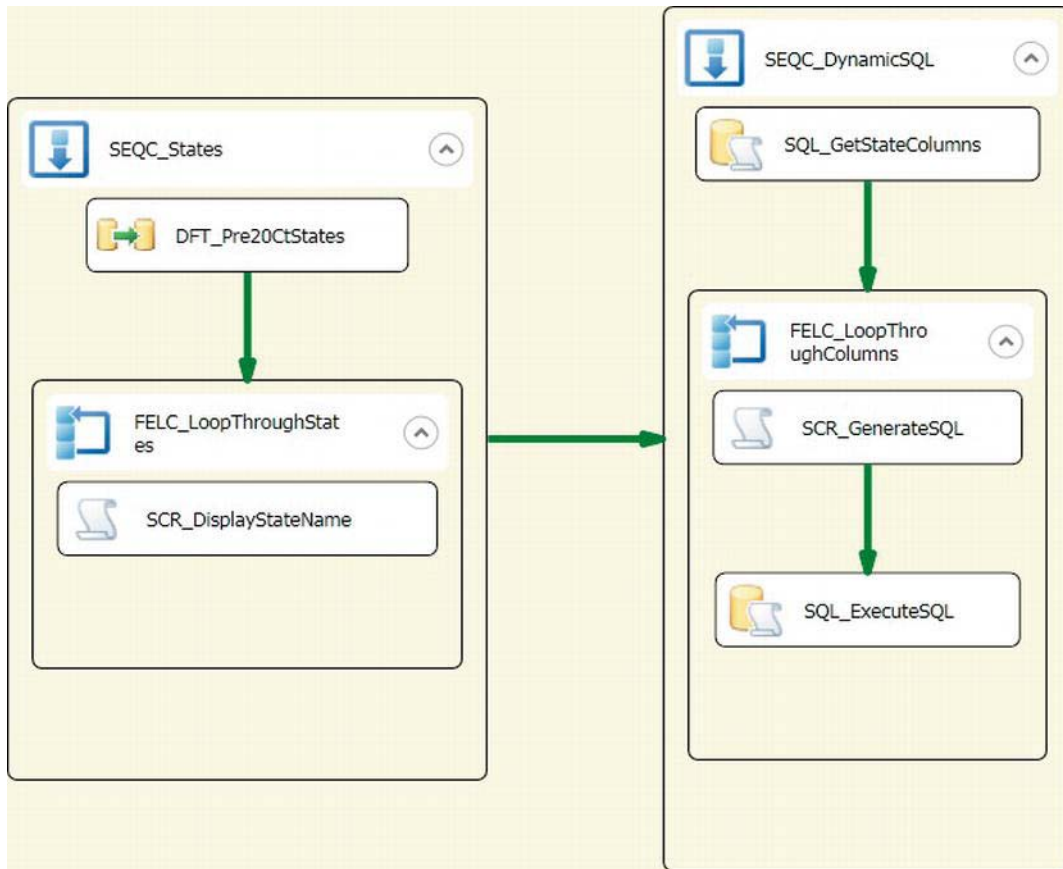 SEQC_States
DFT_Pre20CtStates
FELC_LoopThroughStat
es
SCR_DisplayStateName
SEQC_DynamicSQL
SQL_GetStateColumns
FELC_LoopThro
ughColumns
SCR_GenerateSQL
SQL_ExecuteSQL